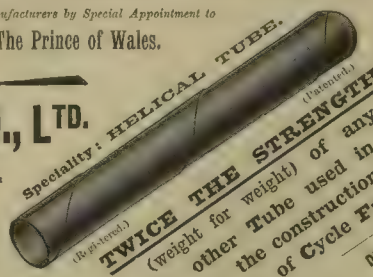 nufacturers by Special Appointment to
The Prince of Wales.
., LTD.
Speciality: HELICAL TUBE.
(Registered.)
(Patented.)
TWICE THE STRENGTH
(weight for weight) of any
other Tube used in
the construction
of Cycle F